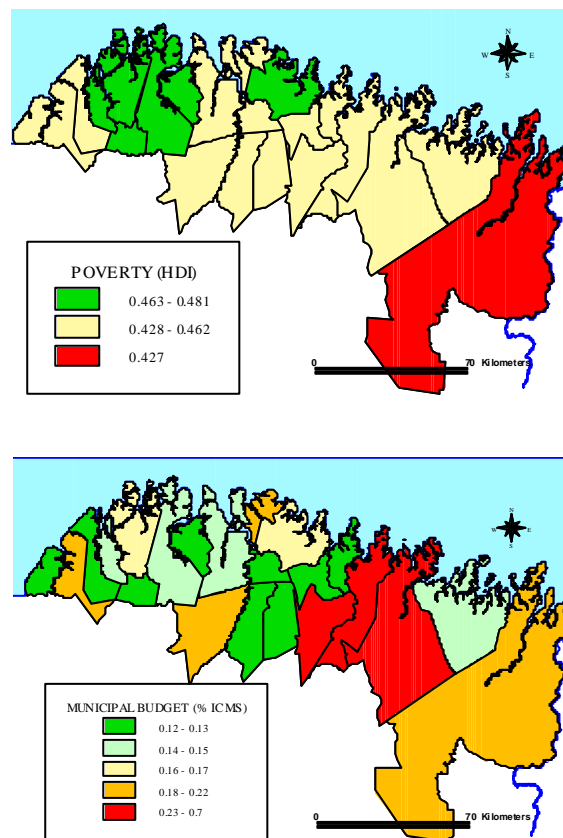 N
W E
S
POVERTY (HDI)
0.463 - 0.481
0.428 - 0.462
0.427
0 70 Kilometers
N
W E
S
MUNICIPAL BUDGET (% ICMS)
0.12 - 0.13
0.14 - 0.15
0.16 - 0.17
0.18 - 0.22
0.23 - 0.7
0 70 Kilometers